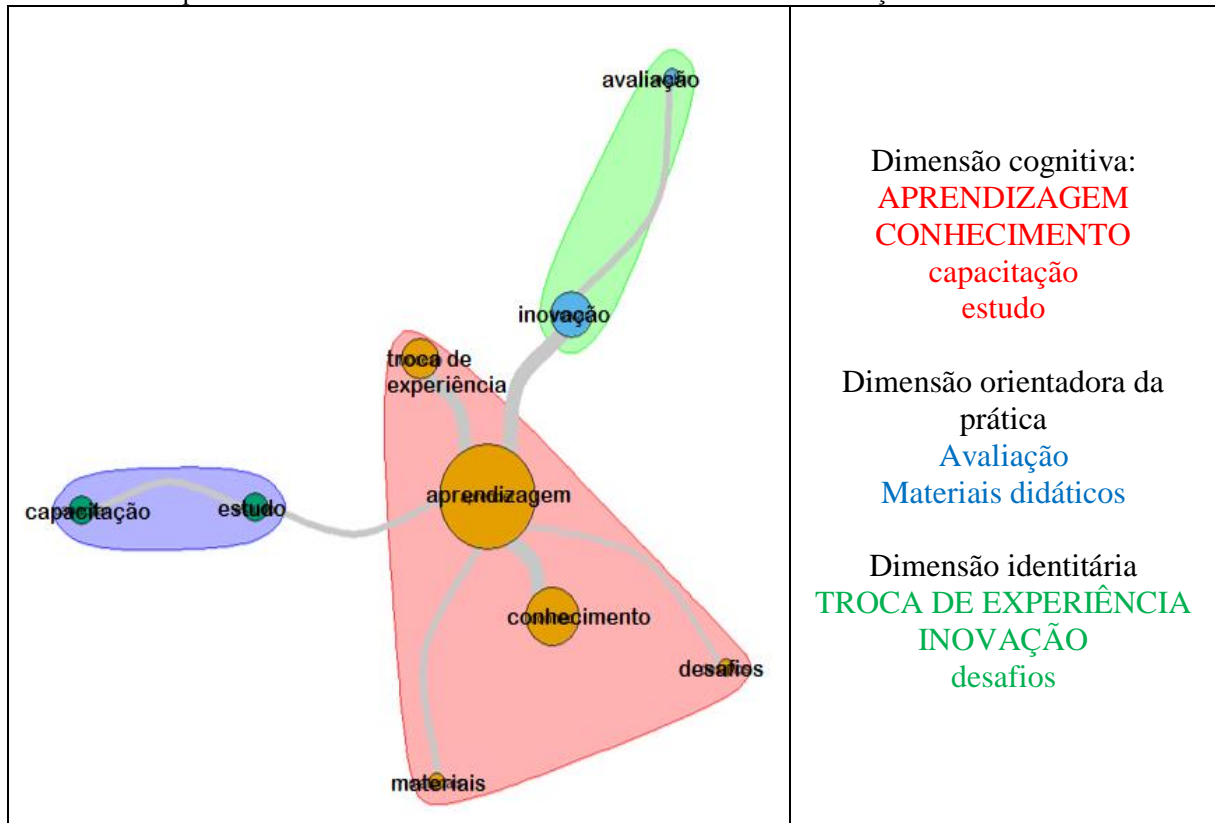 avaliação
inovação
troca de
experiência
aprendizagem
capacitação
estudo
conhecimento
desafios
materiais
Dimensão cognitiva:
APRENDIZAGEM
CONHECIMENTO
capacitação
estudo
Dimensão orientadora da
prática
Avaliação
Materiais didáticos
Dimensão identitária
TROCA DE EXPERIÊNCIA
INOVAÇÃO
desafios